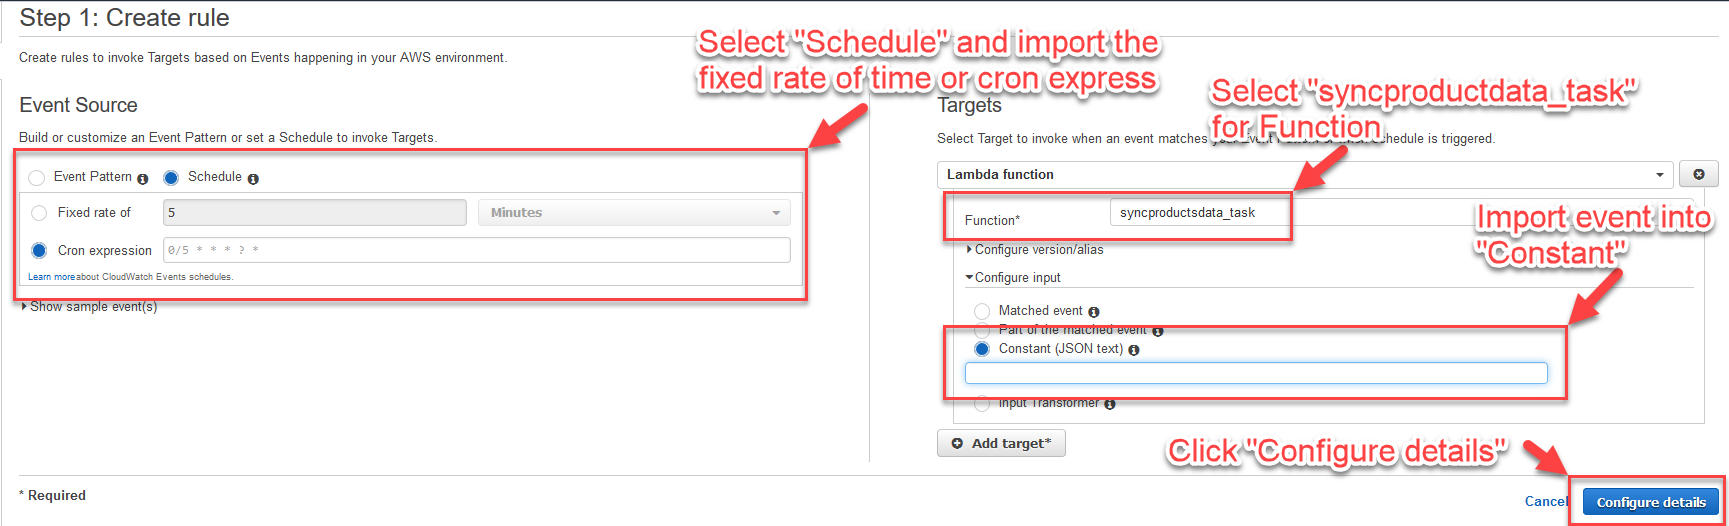 Step 1: Create rule
Create rules to invoke Targets based on Events happening in your AWS environment.
Select "Schedule" and import the
fixed rate of time or cron express
Event Source
Build or customize an Event Pattern or set a Schedule to invoke Targets.
Event Pattern
Schedule
Fixed rate of
5
Minutes
Cron expression
0/5 * * * ? *
Learn more about CloudWatch Events schedules.
Show sample event(s)
Targets
Select "syncproductdata_task"
for Function
Select Target to invoke when an event matches your Event schedule is triggered.
Lambda function
Function*
syncproductsdata_task
Import event into
"Constant"
Configure version/alias
Configure input
Matched event
Part of the matched event
Constant (JSON text)
Input Transformer
Add target*
Click "Configure details"
* Required
Cancel
Configure details